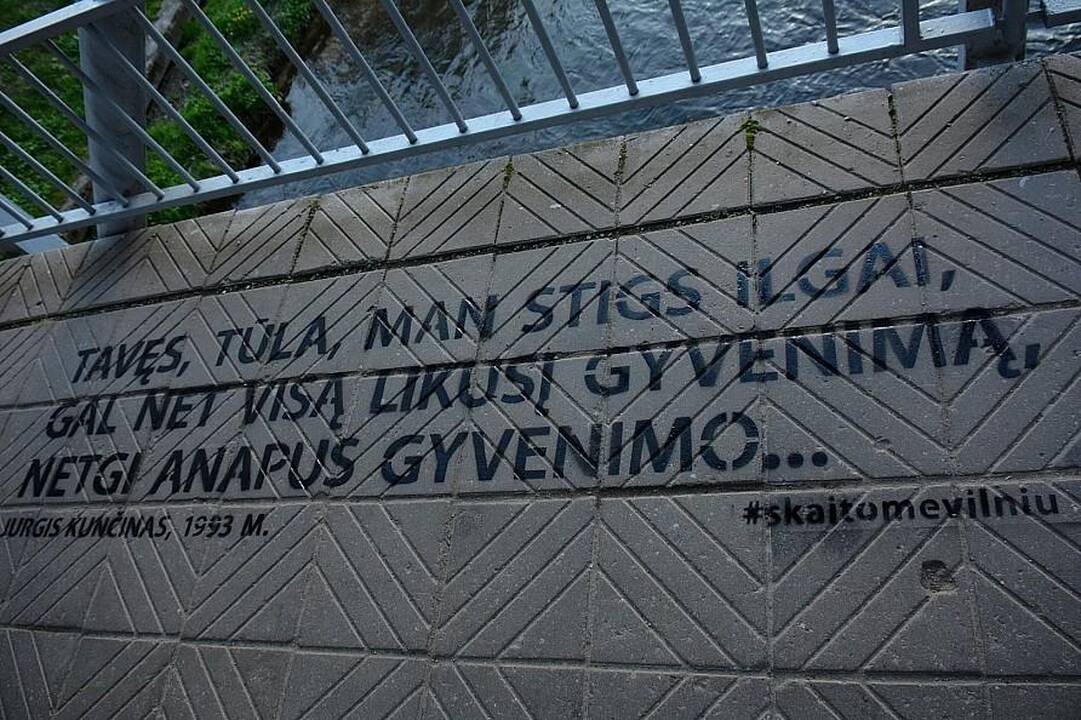 TAVĘS, TŪLA, MAN STIGS ILGAI,
GAL NET VISĄ LIKUSĮ GYVENIMĄ,
NETGI ANAPUS GYVENIMO...
JURGIS KUNČINAS, 1993 M.
#skaitomevilniu